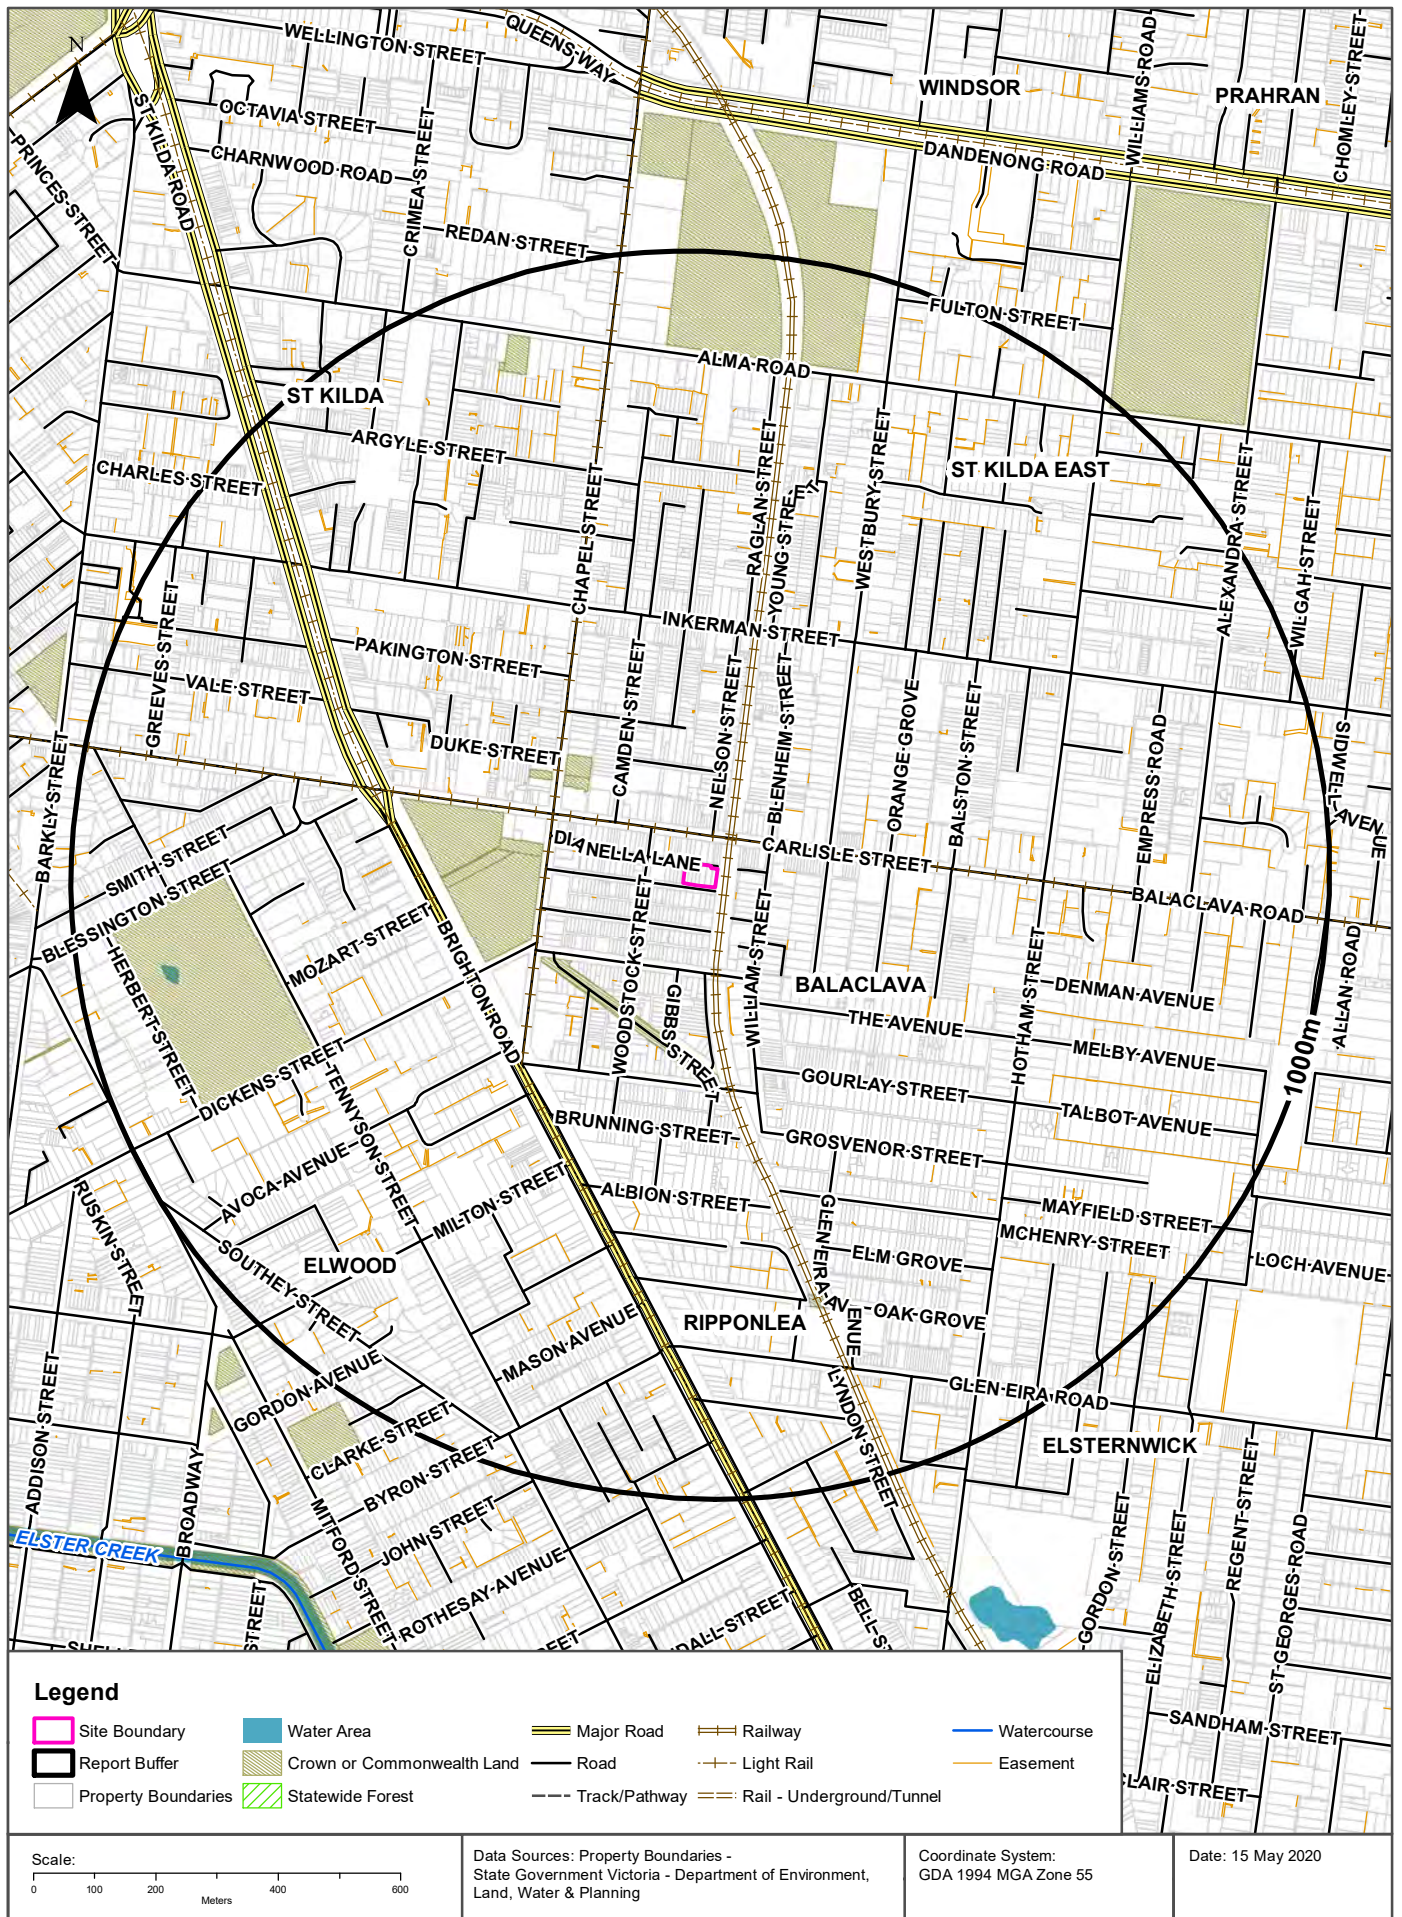 WELLINGTON STREET
QUEENS WAY
WINDSOR
PRAHRAN
WILLIAMS ROAD
CHOMLEY STREET
N
ST KILDA ROAD
OCTAVIA STREET
CRIMEA STREET
CHARNWOOD ROAD
PRINCES STREET
DANDENONG ROAD
REDAN STREET
FULTON STREET
ALMA ROAD
ST KILDA
ARGYLE STREET
CHARLES STREET
CHAPEL STREET
RAGLAN STREET
YOUNG STREET
WESTBURY STREET
ST KILDA EAST
ALEXANDRA STREET
WILGAH STREET
GREEVES STREET
PAKINGTON STREET
INKERMAN STREET
VALE STREET
CAMDEN STREET
NELSON STREET
BLENHEIM STREET
ORANGE GROVE
BALSTON STREET
EMPRESS ROAD
SIDWELL AVENUE
DUKE STREET
BARKLY STREET
SMITH STREET
DIANELLA LANE
CARLISLE STREET
BALACLAVA ROAD
BLESSINGTON STREET
MOZART STREET
BRIGHTON ROAD
WOODSTOCK STREET
WILLIAM STREET
HERBERT STREET
GIBBS STREET
BALACLAVA
HOTHAM STREET
DENMAN AVENUE
ALLAN ROAD
THE AVENUE
MELBY AVENUE
1000m
DICKENS STREET
TENNYSON STREET
GOURLAY STREET
TALBOT AVENUE
BRUNNING STREET
GROSVENOR STREET
AVOCA AVENUE
MILTON STREET
ALBION STREET
GLENEIRA AVENUE
MAYFIELD STREET
MCHENRY STREET
RUSKIN STREET
SOUTHEY STREET
ELWOOD
ELM GROVE
LOCH AVENUE
RIPPONLEA
OAK GROVE
MASON AVENUE
GORDON AVENUE
LYNDON STREET
GLEN EIRA ROAD
ADDISON STREET
CLARKE STREET
BYRON STREET
ELSTERNWICK
BROADWAY
MITFORD STREET
JOHN STREET
GORDON STREET
ELIZABETH STREET
REGENT STREET
ST GEORGES ROAD
ELSTER CREEK
ROTHESAY AVENUE
STREET
BELL ST
SANDHAM STREET
CLAIR STREET
Legend
Site Boundary
Water Area
Major Road
Railway
Watercourse
Report Buffer
Crown or Commonwealth Land
Road
Light Rail
Easement
Property Boundaries
Statewide Forest
Track/Pathway
Rail - Underground/Tunnel
Scale:
0 100 200 400 600
Meters
Data Sources: Property Boundaries -
State Government Victoria - Department of Environment,
Land, Water & Planning
Coordinate System:
GDA 1994 MGA Zone 55
Date: 15 May 2020